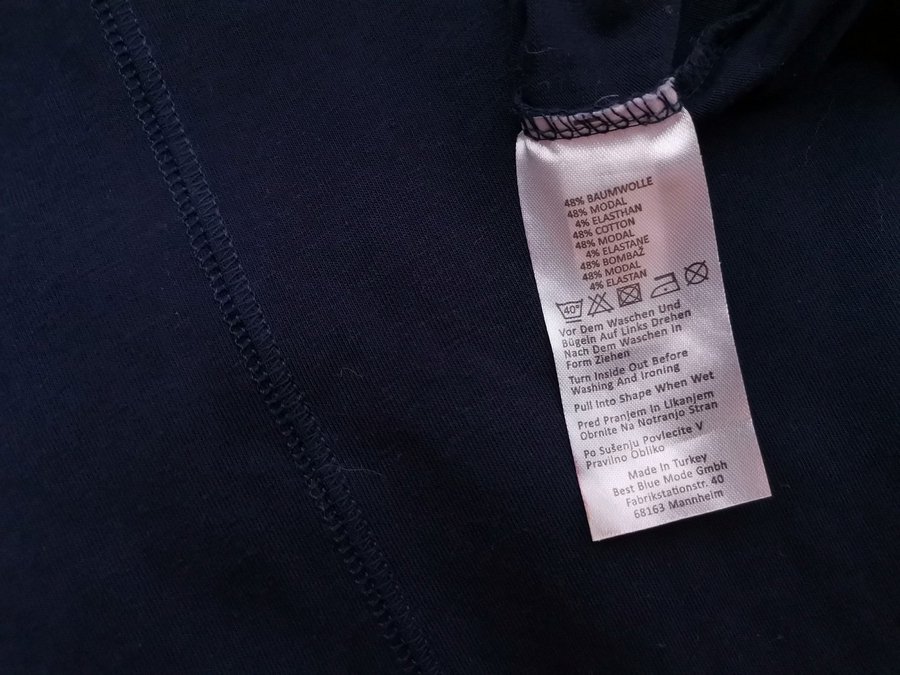 48% BAUMWOLLE
48% MODAL
4% ELASTHAN
48% COTTON
48% MODAL
4% ELASTANE
48% BOMBAŽ
48% MODAL
4% ELASTAN
40°
Vor Dem Waschen Und
Bügeln Auf Links Drehen
Nach Dem Waschen In
Form Ziehen
Turn Inside Out Before
Washing And Ironing
Pull Into Shape When Wet
Pred Pranjem In Likanjem
Obrnite Na Notranjo Stran
Po Sušenju Povlecite V
Pravilno Obliko
Made In Turkey
Best Blue Mode Gmbh
Fabrikstationstr. 40
68163 Mannheim